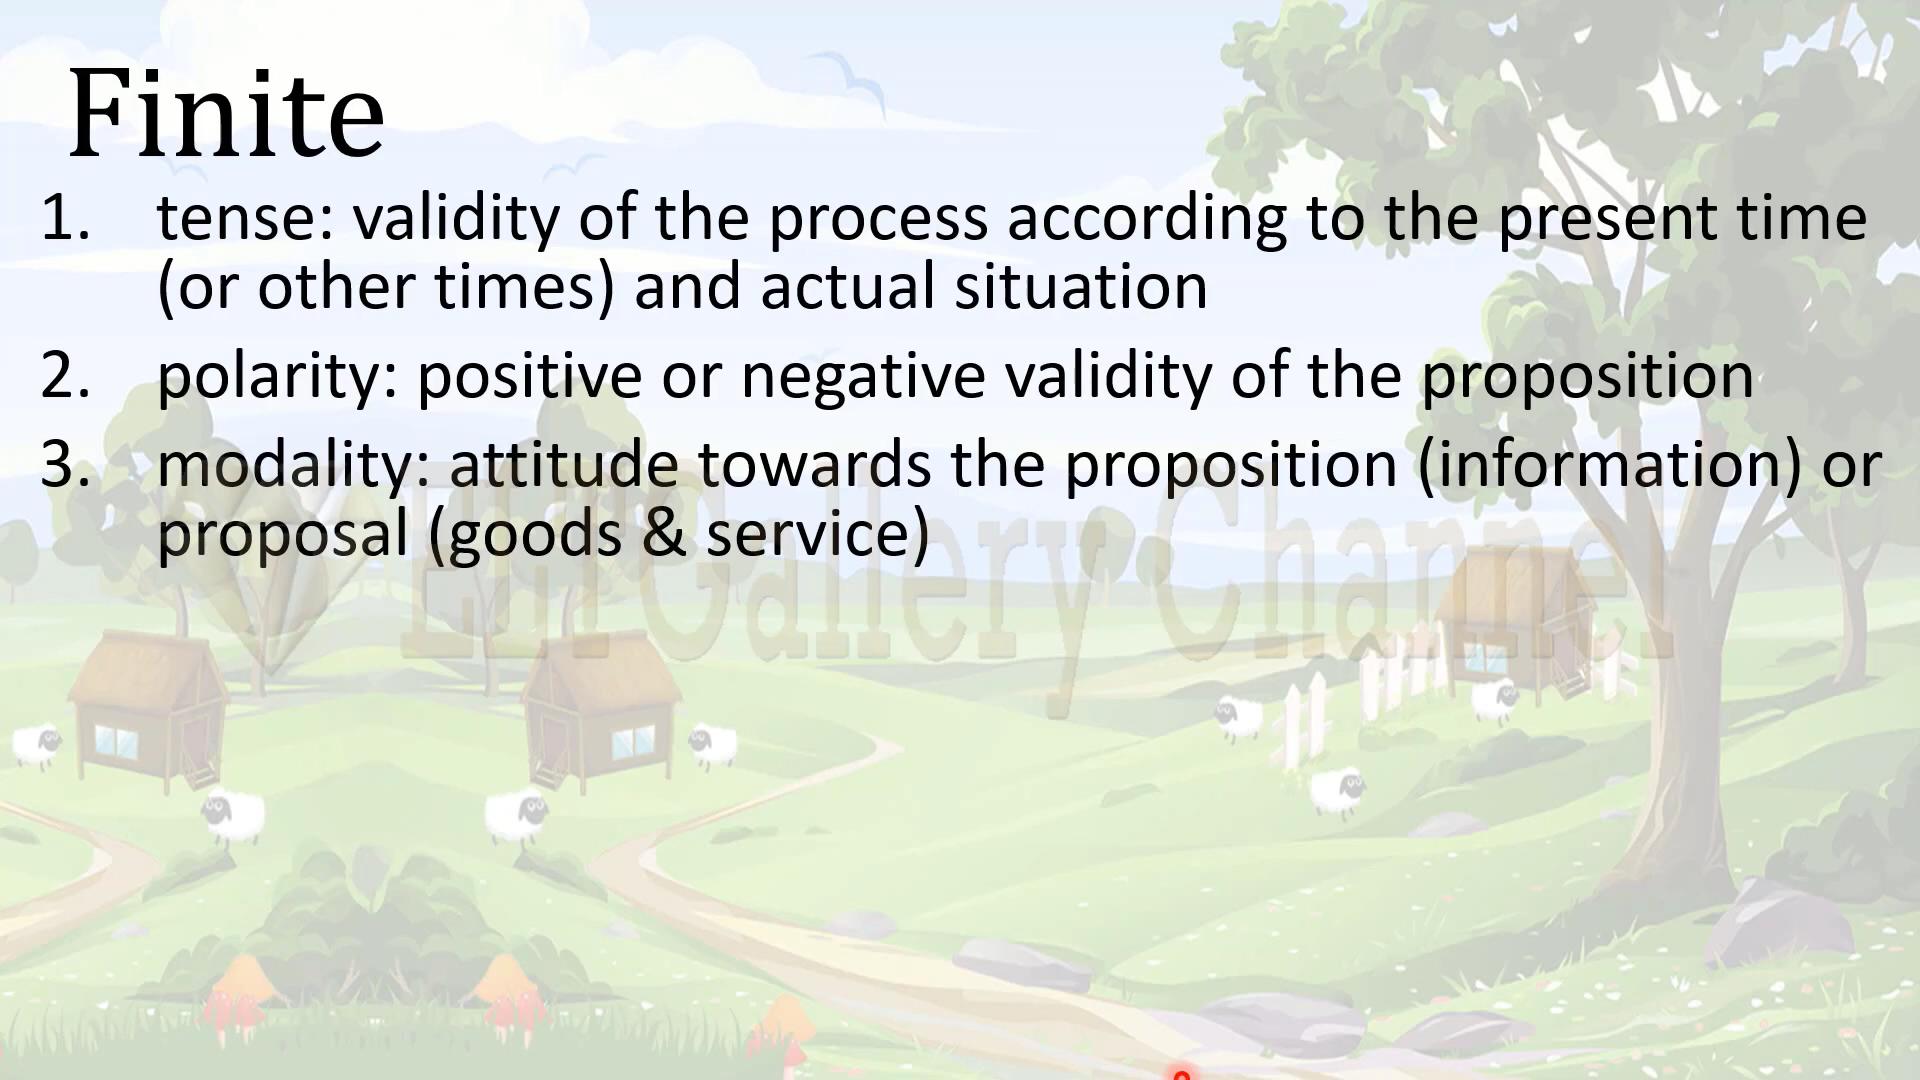 Finite
1. tense: validity of the process according to the present time
(or other times) and actual situation
2. polarity: positive or negative validity of the proposition
3. modality: attitude towards the proposition (information) or
proposal (goods & service)
Gallery Channel